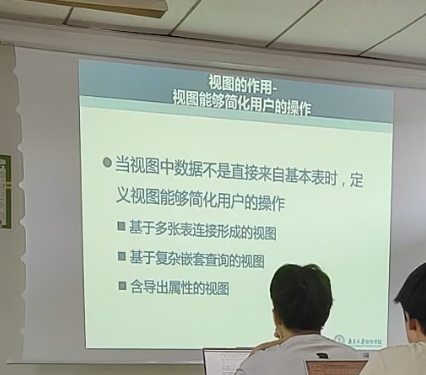 视图的作用-
视图能够简化用户的操作
●当视图中数据不是直接来自基本表时，定
义视图能够简化用户的操作
■基于多张表连接形成的视图
■基于复杂嵌套查询的视图
■含导出属性的视图